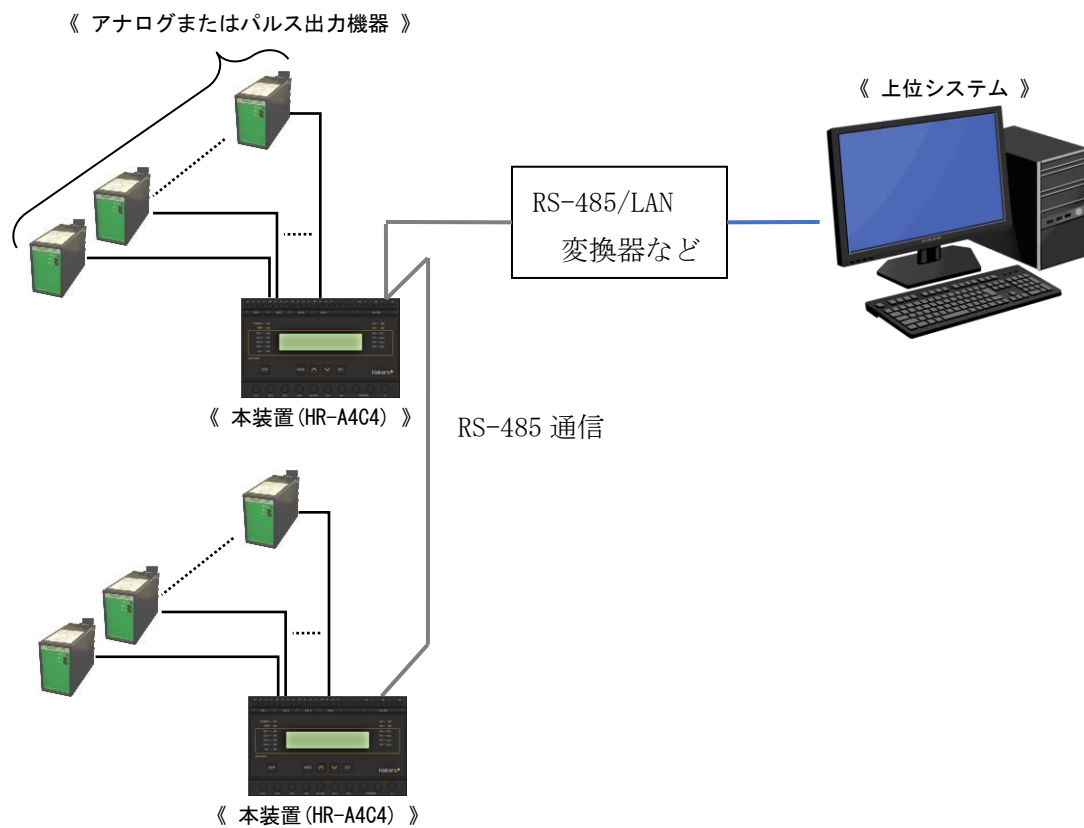 《 アナログまたはパルス出力機器 》
《 上位システム 》
RS-485/LAN
変換器など
《 本装置(HR-A4C4) 》
RS-485 通信
《 本装置(HR-A4C4) 》